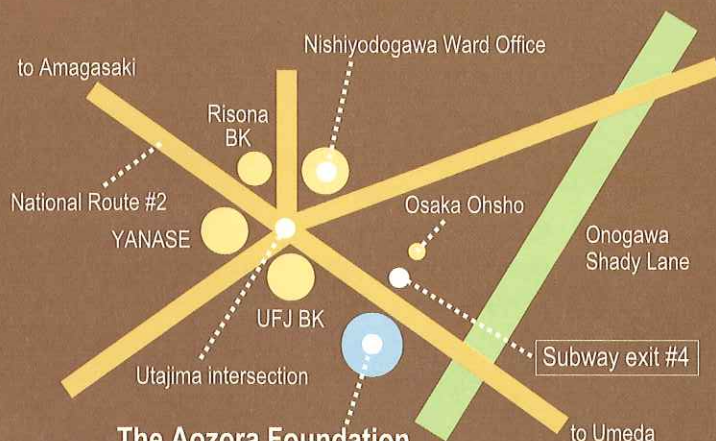 Nishiyodogawa Ward Office
to Amagasaki
Risona
BK
National Route #2
YANASE
Osaka Ohsho
Onogawa
Shady Lane
UFJ BK
Utajima intersection
Subway exit #4
The Aozora Foundation
to Umeda